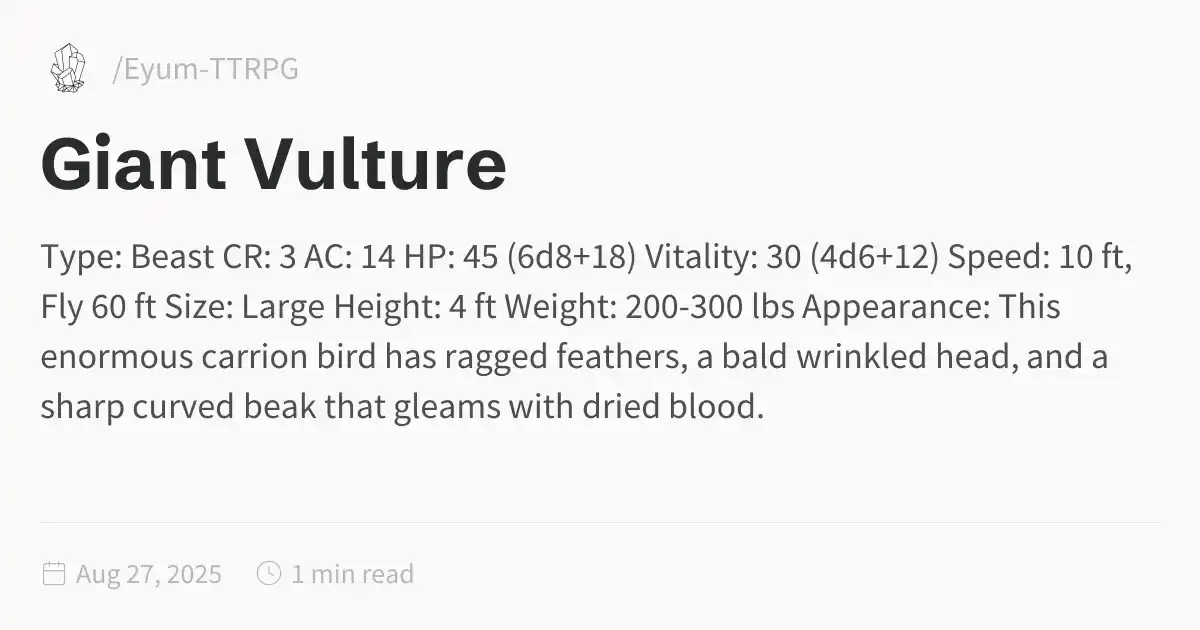 /Eyum-TTRPG
Giant Vulture
Type: Beast CR: 3 AC: 14 HP: 45 (6d8+18) Vitality: 30 (4d6+12) Speed: 10 ft,
Fly 60 ft Size: Large Height: 4 ft Weight: 200-300 lbs Appearance: This
enormous carrion bird has ragged feathers, a bald wrinkled head, and a
sharp curved beak that gleams with dried blood.
Aug 27, 2025 1 min read